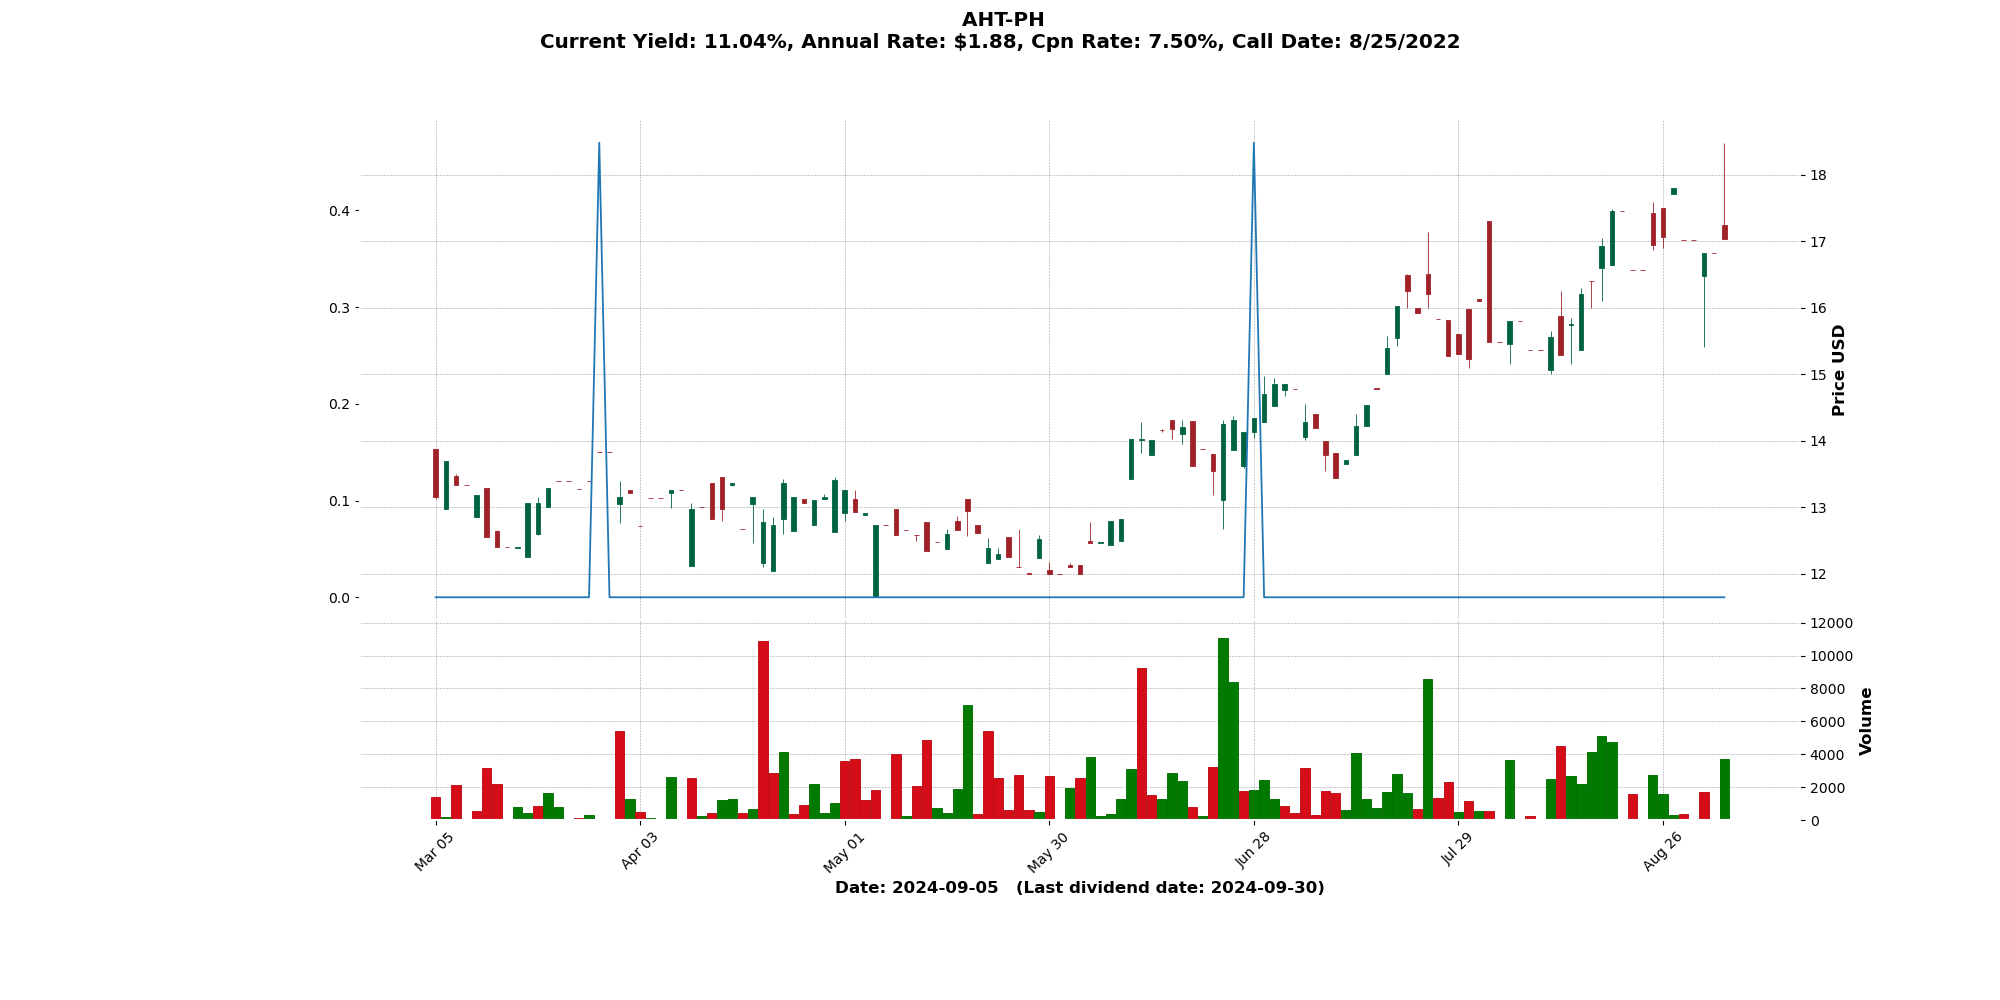 AHT-PH
Current Yield: 11.04%, Annual Rate: $1.88, Cpn Rate: 7.50%, Call Date: 8/25/2022
0.4
0.3
0.2
0.1
0.0
18
17
16
15
14
13
12
Price USD
12000
10000
8000
6000
4000
2000
0
Volume
Mar 05
Apr 03
May 01
May 30
Jun 28
Jul 29
Aug 26
Date: 2024-09-05 (Last dividend date: 2024-09-30)